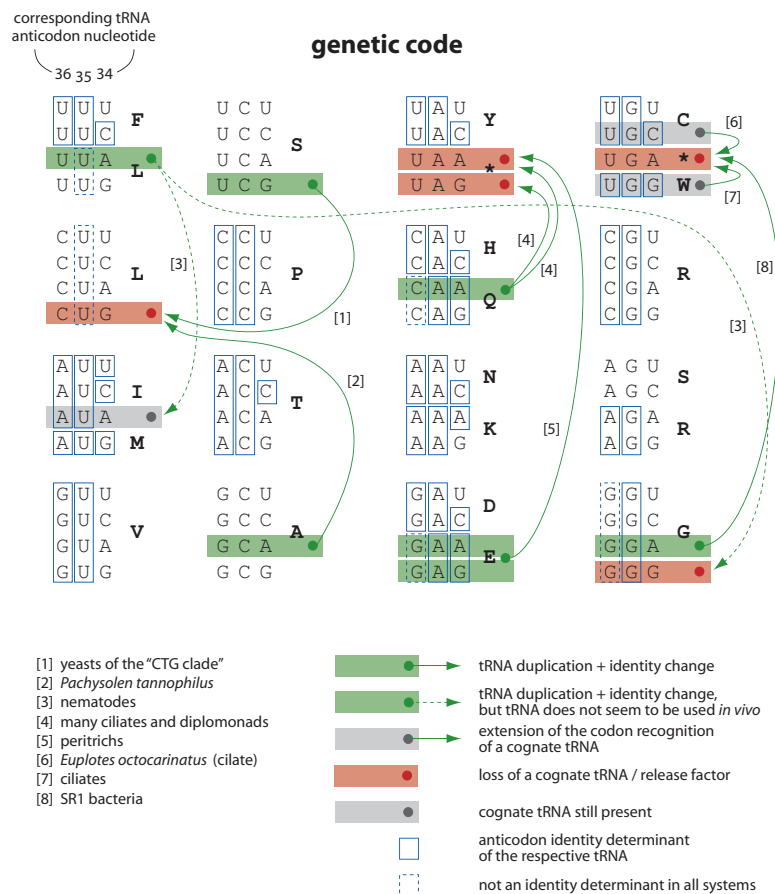 corresponding tRNA
anticodon nucleotide
36 35 34
genetic code
U U U
U U C
U U A
U U G
F
L
U C U
U C C
U C A
U C G
S
U A U
U A C
U A A
U A G
Y
*
U G U
U G C
U G A *
U G G W
C
[6]
[7]
C U U
C U C
C U A
C U G
L
[3]
C C U
C C C
C C A
C C G
P
[1]
C A U
C A C
C A A
C A G
H
Q
[4]
[4]
C G U
C G C
C G A
C G G
R
[8]
[3]
A U U
A U C
A U A
A U G M
I
A C U
A C C
A C A
A C G
T
[2]
A A U
A A C
A A A
A A G
N
K
[5]
A G U
A G C
A G A
A G G
S
R
G U U
G U C
G U A
G U G
V
G C U
G C C
G C A
G C G
A
G A U
G A C
G A A
G A G
D
E
G G U
G G C
G G A
G G G
G
[1] yeasts of the “CTG clade”
[2] Pachysolen tannophilus
[3] nematodes
[4] many ciliates and diplomonads
[5] peritrichs
[6] Euplotes octocarinatus (cilate)
[7] ciliates
[8] SR1 bacteria
tRNA duplication + identity change
tRNA duplication + identity change,
but tRNA does not seem to be used in vivo
extension of the codon recognition
of a cognate tRNA
loss of a cognate tRNA / release factor
cognate tRNA still present
anticodon identity determinant
of the respective tRNA
not an identity determinant in all systems